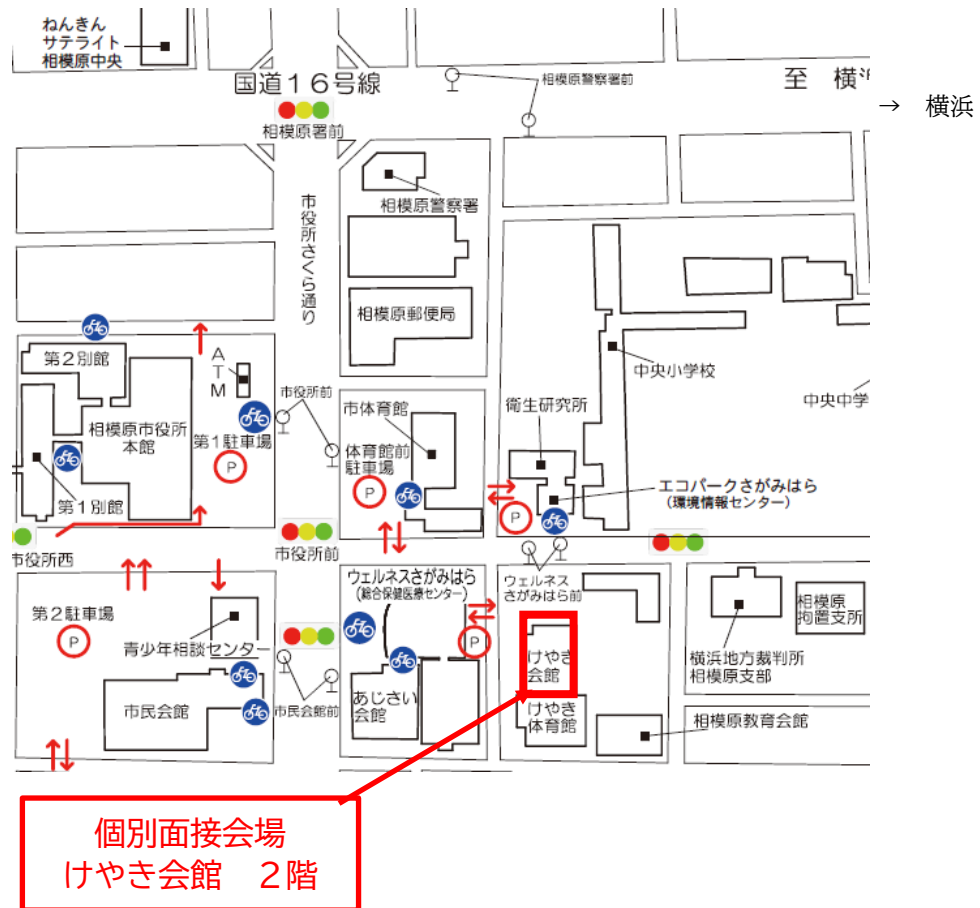 ねんきん
サテライト
相模原中央
国道16号線
相模原警察署前
至 横
→ 横浜
相模原署前
相模原警察署
市役所さくら通り
相模原郵便局
第2別館
ATM
市役所前
中央小学校
中央中学
相模原市役所
本館
第1駐車場
P
市体育館
体育館前
駐車場
P
衛生研究所
エコパークさがみはら
(環境情報センター)
P
第1別館
市役所西
市役所前
ウェルネスさがみはら
(総合保健医療センター)
ウェルネス
さがみはら前
第2駐車場
P
青少年相談センター
P
けやき
会館
横浜地方裁判所
相模原支部
相模原
拘置支所
市民会館
市民会館前
あじさい
会館
けやき
体育館
相模原教育会館
個別面接会場
けやき会館 2階